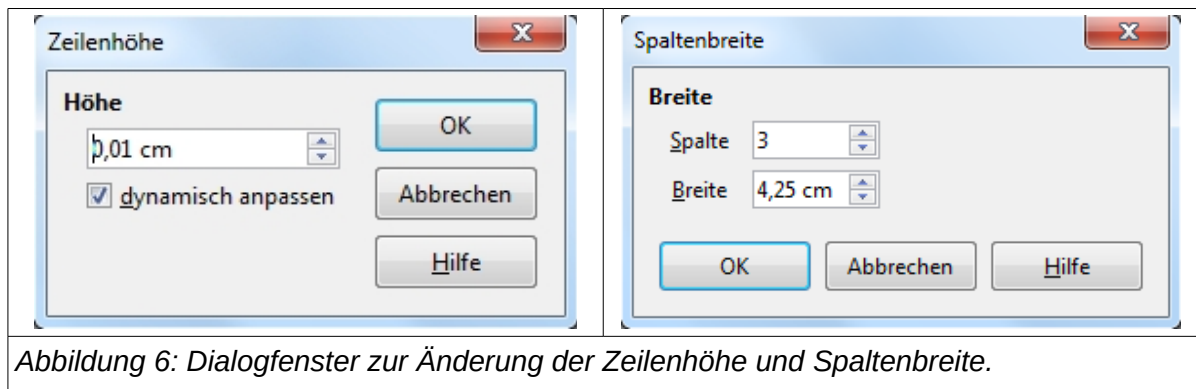 Zeilenhöhe
Höhe
0,01 cm
dynamisch anpassen
OK
Abbrechen
Hilfe
Spaltenbreite
Breite
Spalte 3
Breite 4,25 cm
OK Abbrechen Hilfe
Abbildung 6: Dialogfenster zur Änderung der Zeilenhöhe und Spaltenbreite.